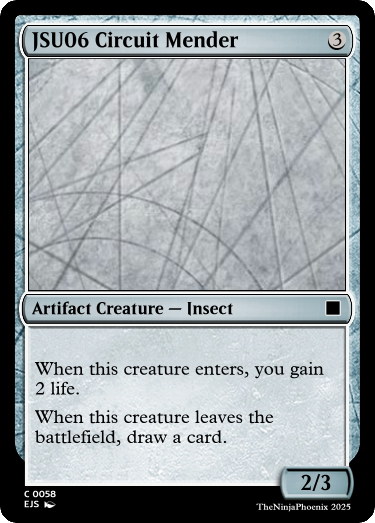 JSU06 Circuit Mender
3
Artifact Creature — Insect
When this creature enters, you gain
2 life.
When this creature leaves the
battlefield, draw a card.
2/3
C 0058
EJS
TheNinjaPhoenix 2025